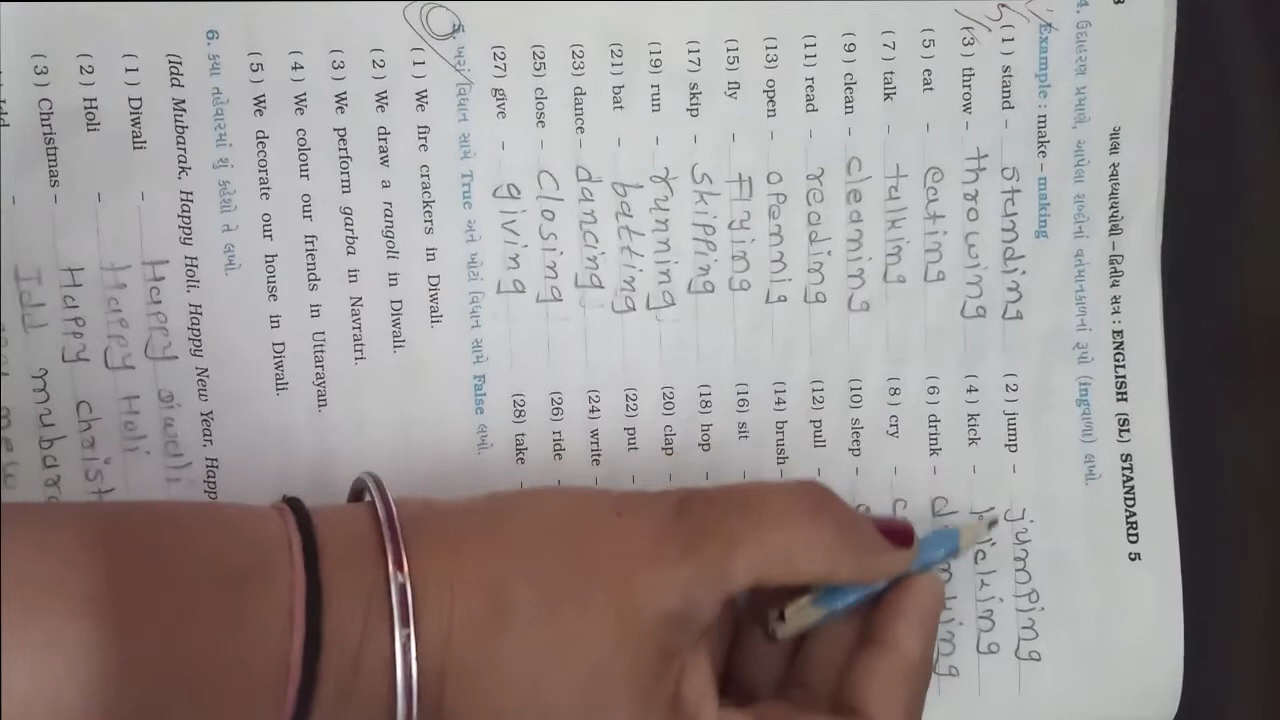 ગાલા સ્વાધ્યાયપોથી – દ્વિતીય સત્ર : ENGLISH (SL) STANDARD 5
4. ઉદાહરણ પ્રમાણે, આપેલા શબ્દોનાં વર્તમાનકાળનાં રૂપો (ingવાળા) લખો.
Example : make – making
(1) stand – standing (2) jump – jumping
(3) throw – throwing (4) kick – kicking
(5) eat – eating (6) drink –
(7) talk – talking (8) cry –
(9) clean – cleaning (10) sleep –
(11) read – reading (12) pull –
(13) open – opennig (14) brush –
(15) fly – Flying (16) sit –
(17) skip – skipping (18) hop –
(19) run – running (20) clap –
(21) bat – batting (22) put –
(23) dance – dancing (24) write –
(25) close – closing (26) ride –
(27) give – giving (28) take –
5. ખરાં વિધાન સામે True અને ખોટાં વિધાન સામે False લખો.
(1) We fire crackers in Diwali.
(2) We draw a rangoli in Diwali.
(3) We perform garba in Navratri.
(4) We colour our friends in Uttarayan.
(5) We decorate our house in Diwali.
6. કયા તહેવારમાં શું કહેશો તે લખો.
(Idd Mubarak, Happy Holi, Happy New Year, Happ
(1) Diwali – Happy diwali
(2) Holi – Happy Holi
(3) Christmas – Happy christ
Idd mubara